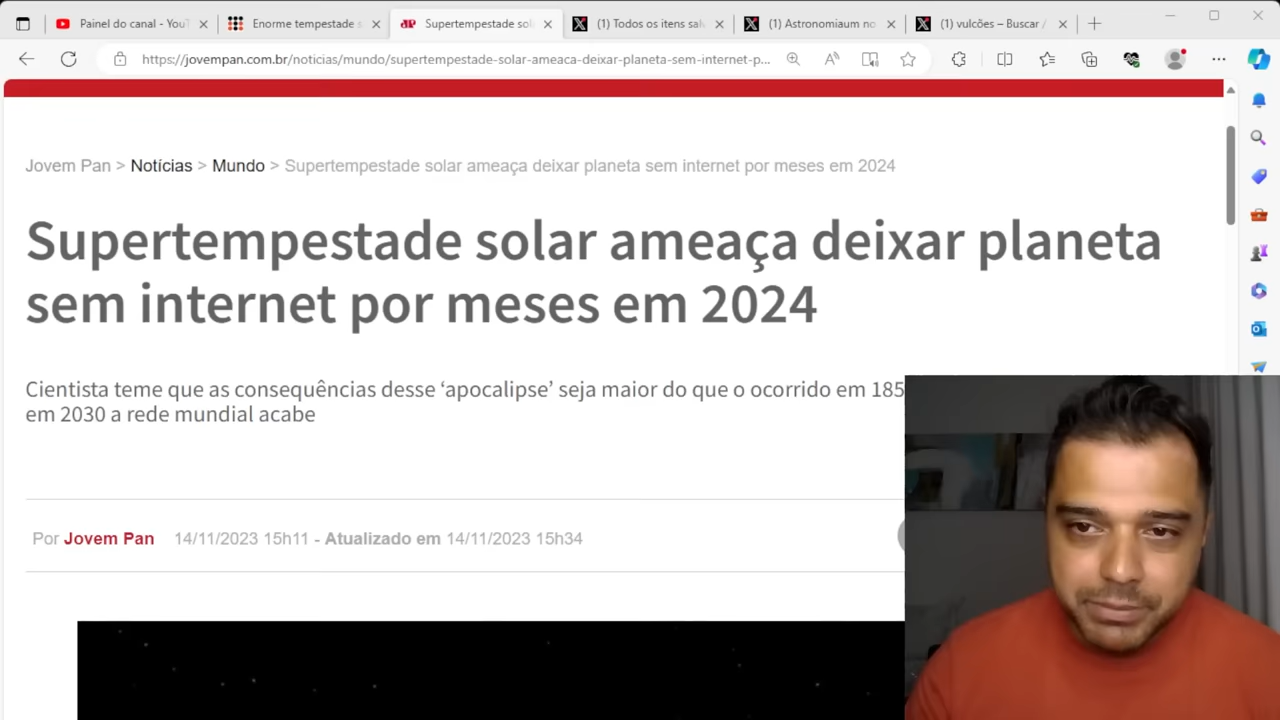 Painel do canal - YouT
Enorme tempestade s
Supertempestade sol
(1) Todos os itens sal
(1) Astronomiaum no
(1) vulcões – Buscar /
https://jovempan.com.br/noticias/mundo/supertempestade-solar-ameaca-deixar-planeta-sem-internet-p...
Jovem Pan > Notícias > Mundo > Supertempestade solar ameaça deixar planeta sem internet por meses em 2024
Supertempestade solar ameaça deixar planeta
sem internet por meses em 2024
Cientista teme que as consequências desse ‘apocalipse’ seja maior do que o ocorrido em 185
em 2030 a rede mundial acabe
Por Jovem Pan 14/11/2023 15h11 - Atualizado em 14/11/2023 15h34